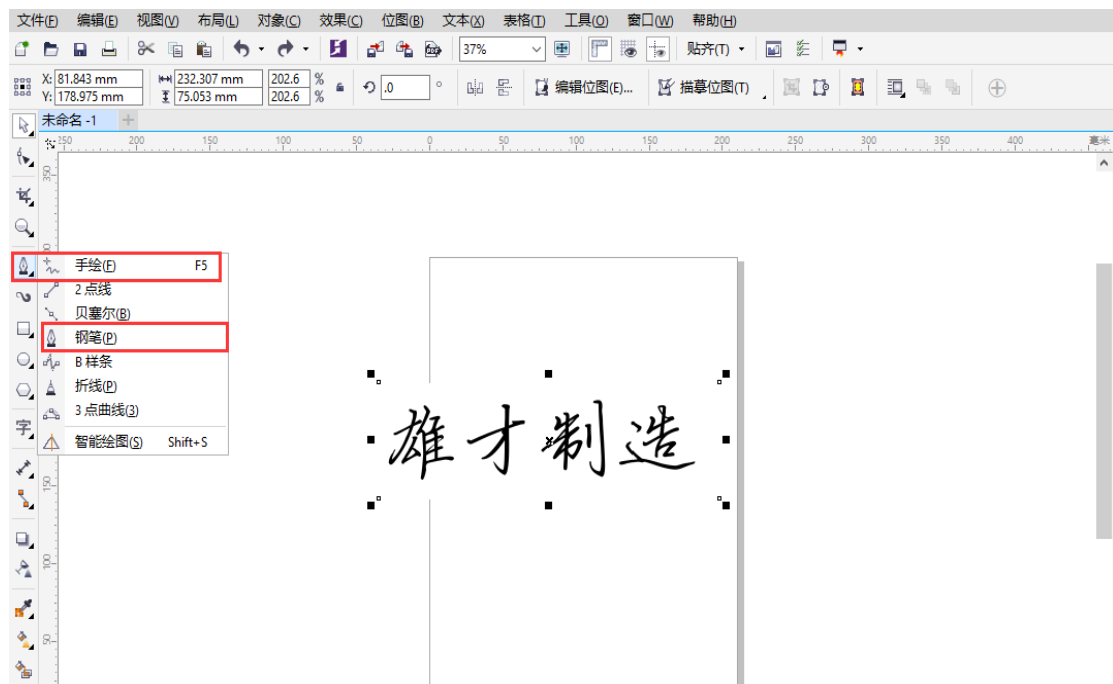 文件(F) 编辑(E) 视图(V) 布局(L) 对象(C) 效果(C) 位图(B) 文本(X) 表格(T) 工具(O) 窗口(W) 帮助(H)
37% 贴齐(T)
X: 81.843 mm 232.307 mm 202.6 %
Y: 178.975 mm 75.053 mm 202.6 % .0 ° 编辑位图(E)... 描摹位图(T)
未命名 -1
250 200 150 100 50 0 50 100 150 200 250 300 350 400 毫米
手绘(F) F5
2 点线
贝塞尔(B)
钢笔(P)
B 样条
折线(P)
3 点曲线(3)
智能绘图(S) Shift+S
字
雄才制造
150
100
50